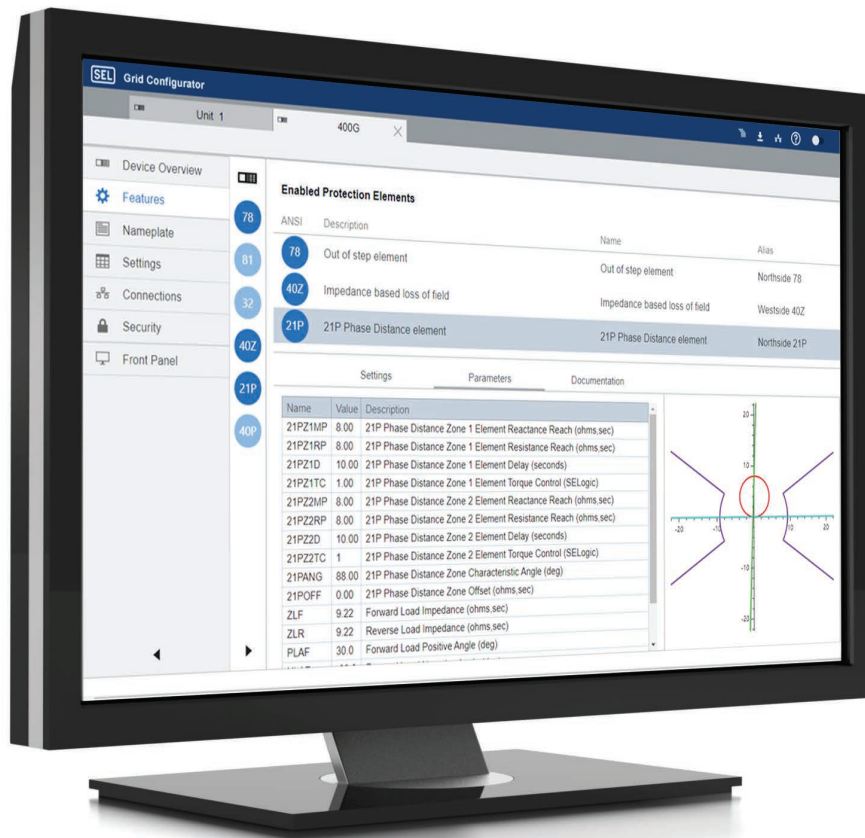 SEL Grid Configurator
Unit 1
400G
Device Overview
Features
Nameplate
Settings
Connections
Security
Front Panel
78
81
32
40Z
21P
40P
Enabled Protection Elements
ANSI Description Name Alias
78 Out of step element Out of step element Northside 78
40Z Impedance based loss of field Impedance based loss of field Westside 40Z
21P 21P Phase Distance element 21P Phase Distance element Northside 21P
Settings Parameters Documentation
Name Value Description
21PZ1MP 8.00 21P Phase Distance Zone 1 Element Reactance Reach (ohms,sec)
21PZ1RP 8.00 21P Phase Distance Zone 1 Element Resistance Reach (ohms,sec)
21PZ1D 10.00 21P Phase Distance Zone 1 Element Delay (seconds)
21PZ1TC 1.00 21P Phase Distance Zone 1 Element Torque Control (SELogic)
21PZ2MP 8.00 21P Phase Distance Zone 2 Element Reactance Reach (ohms,sec)
21PZ2RP 8.00 21P Phase Distance Zone 2 Element Resistance Reach (ohms,sec)
21PZ2D 10.00 21P Phase Distance Zone 2 Element Delay (seconds)
21PZ2TC 1 21P Phase Distance Zone 2 Element Torque Control (SELogic)
21PANG 88.00 21P Phase Distance Zone Characteristic Angle (deg)
21POFF 0.00 21P Phase Distance Zone Offset (ohms,sec)
ZLF 9.22 Forward Load Impedance (ohms,sec)
ZLR 9.22 Reverse Load Impedance (ohms,sec)
PLAF 30.0 Forward Load Positive Angle (deg)
20
10
-20 -10 10 20
-10
-20